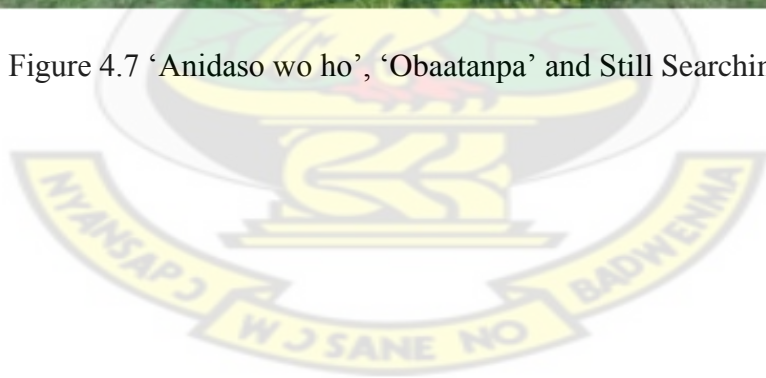 Figure 4.7 ‘Anidaso wo ho’, ‘Obaatanpa’ and Still Searchin
NYANSAPƆ WƆSANE NO BADWENMA